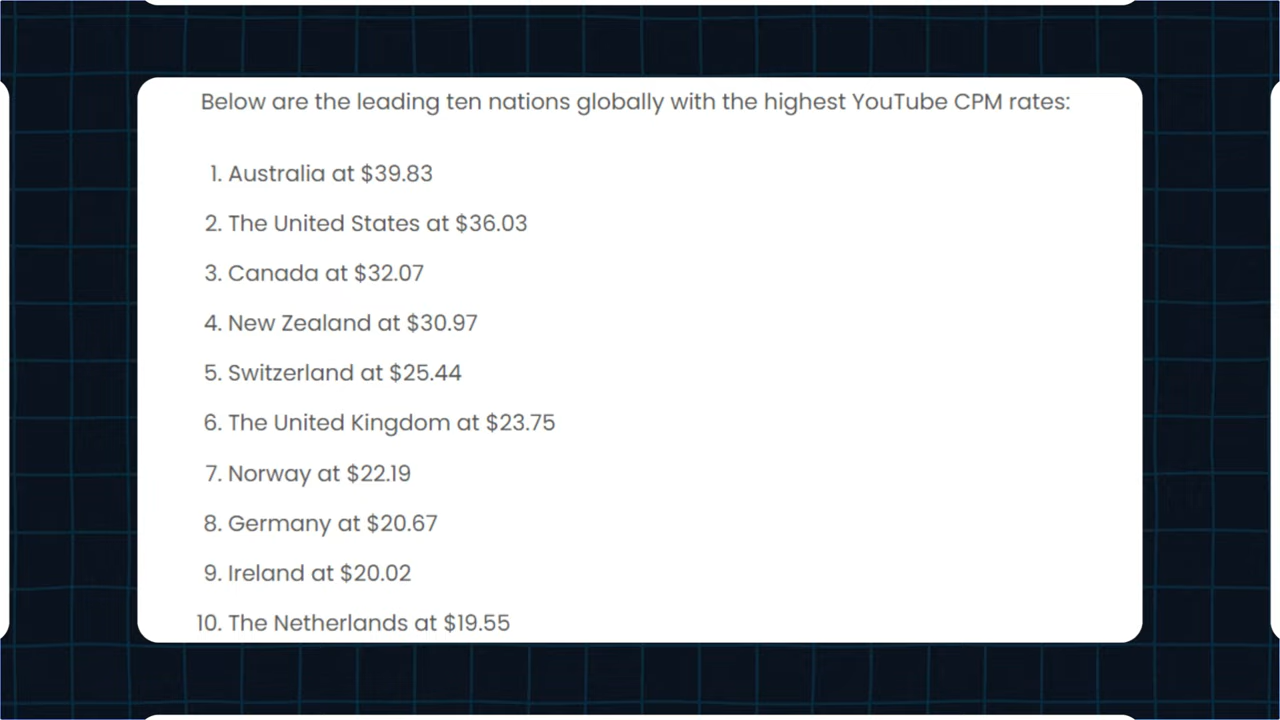 Below are the leading ten nations globally with the highest YouTube CPM rates:
1. Australia at $39.83
2. The United States at $36.03
3. Canada at $32.07
4. New Zealand at $30.97
5. Switzerland at $25.44
6. The United Kingdom at $23.75
7. Norway at $22.19
8. Germany at $20.67
9. Ireland at $20.02
10. The Netherlands at $19.55